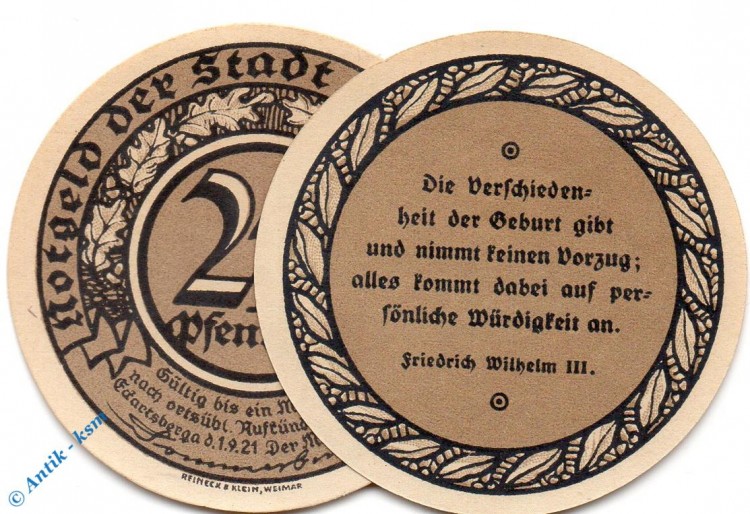 Notgeld der Stadt
Pfen
Gültig bis ein
nach ortsübl.
Eckartsberga d. 1.9.21 Der
REINECK & KLEIN, WEIMAR
Die Verschieden=
heit der Geburt gibt
und nimmt keinen Vorzug;
alles kommt dabei auf per=
sönliche Würdigkeit an.
Friedrich Wilhelm III.
© Antik - ksm